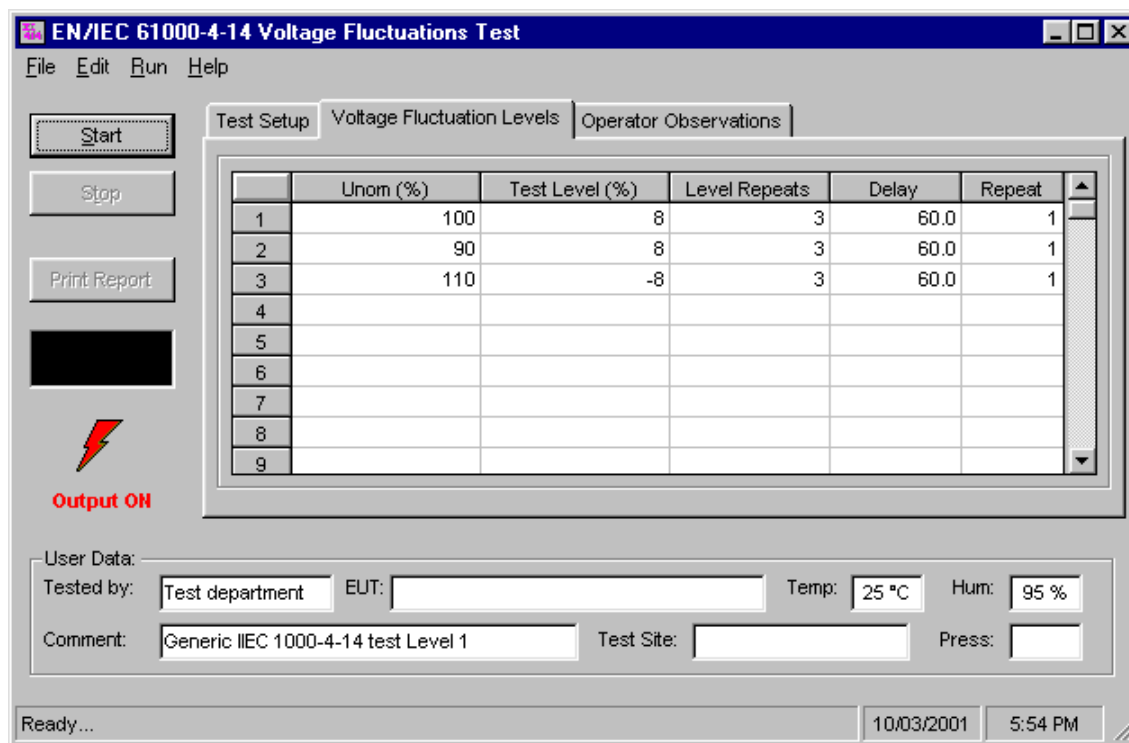 EN/IEC 61000-4-14 Voltage Fluctuations Test
File Edit Run Help
Start
Stop
Print Report
Output ON
Test Setup Voltage Fluctuation Levels Operator Observations
Unom (%) Test Level (%) Level Repeats Delay Repeat
1 100 8 3 60.0 1
2 90 8 3 60.0 1
3 110 -8 3 60.0 1
4
5
6
7
8
9
User Data:
Tested by: Test department EUT: Temp: 25 °C Hum: 95 %
Comment: Generic IIEC 1000-4-14 test Level 1 Test Site: Press:
Ready... 10/03/2001 5:54 PM